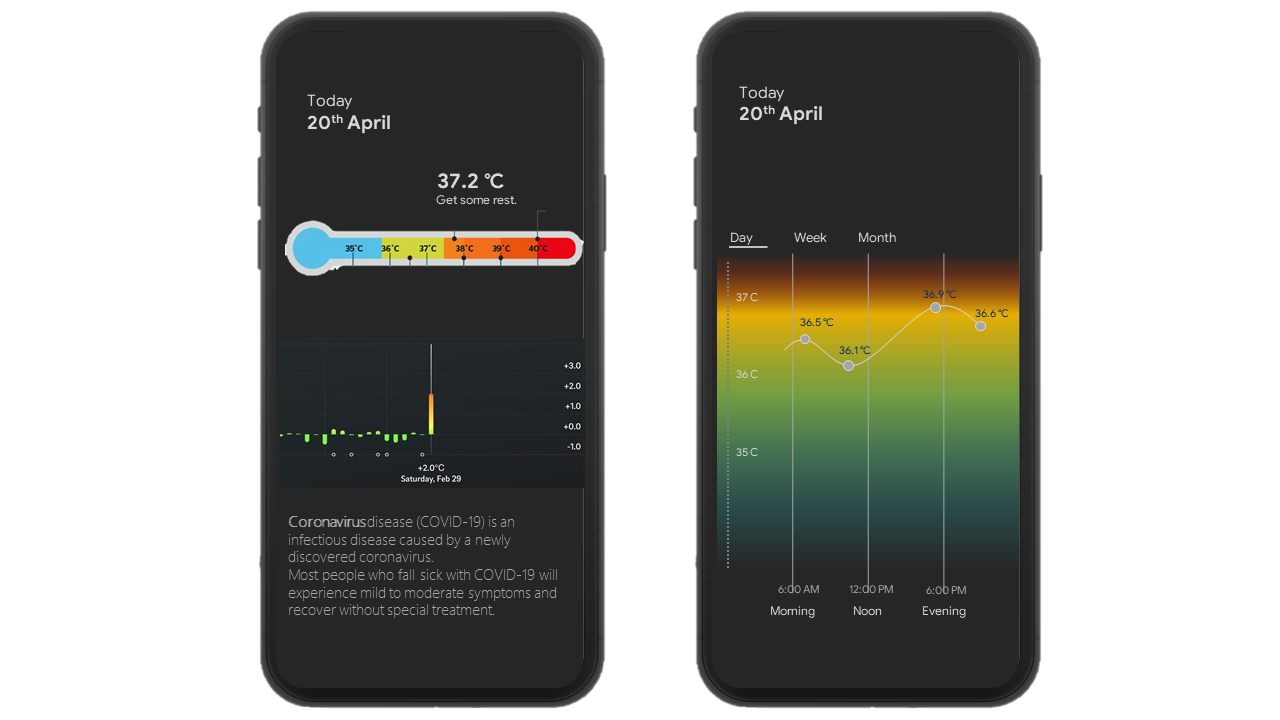 Today
20th April
37.2 °C
Get some rest.
35°C 36°C 37°C 38°C 39°C 40°C
+3.0
+2.0
+1.0
+0.0
-1.0
+2.0°C
Saturday, Feb 29
Coronavirus disease (COVID-19) is an
infectious disease caused by a newly
discovered coronavirus.
Most people who fall sick with COVID-19 will
experience mild to moderate symptoms and
recover without special treatment.
Today
20th April
Day Week Month
37 C
36.9 °C
36.6 °C
36.5 °C
36.1 °C
36 C
35 C
6:00 AM 12:00 PM 6:00 PM
Morning Noon Evening